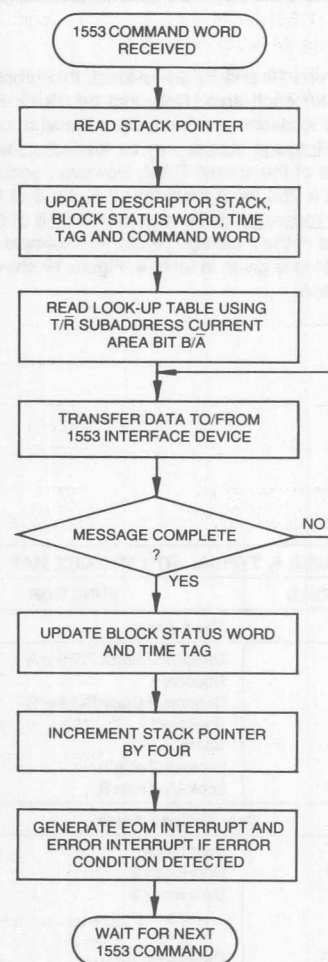 1553 COMMAND WORD
RECEIVED
READ STACK POINTER
UPDATE DESCRIPTOR STACK,
BLOCK STATUS WORD, TIME
TAG AND COMMAND WORD
READ LOOK-UP TABLE USING
T/R̅ SUBADDRESS CURRENT
AREA BIT B/A̅
TRANSFER DATA TO/FROM
1553 INTERFACE DEVICE
MESSAGE COMPLETE
?
NO
YES
UPDATE BLOCK STATUS WORD
AND TIME TAG
INCREMENT STACK POINTER
BY FOUR
GENERATE EOM INTERRUPT AND
ERROR INTERRUPT IF ERROR
CONDITION DETECTED
WAIT FOR NEXT
1553 COMMAND